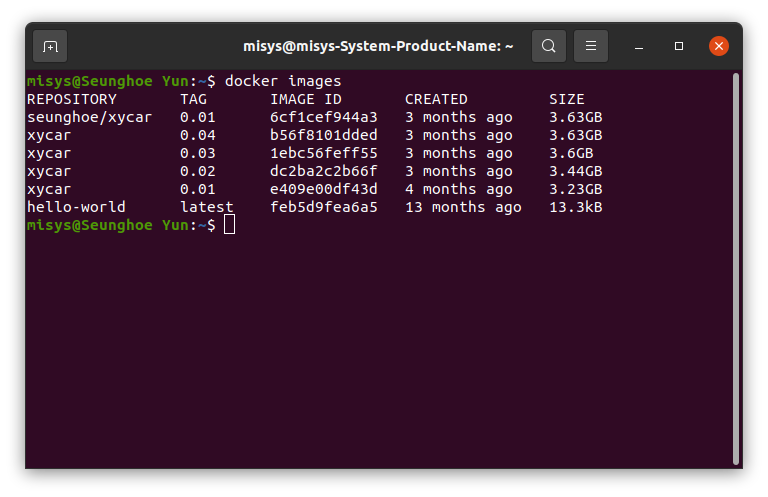 misys@misys-System-Product-Name: ~
misys@Seunghoe Yun:~$ docker images
REPOSITORY TAG IMAGE ID CREATED SIZE
seunghoe/xycar 0.01 6cf1cef944a3 3 months ago 3.63GB
xycar 0.04 b56f8101dded 3 months ago 3.63GB
xycar 0.03 1ebc56feff55 3 months ago 3.6GB
xycar 0.02 dc2ba2c2b66f 3 months ago 3.44GB
xycar 0.01 e409e00df43d 4 months ago 3.23GB
hello-world latest feb5d9fea6a5 13 months ago 13.3kB
misys@Seunghoe Yun:~$